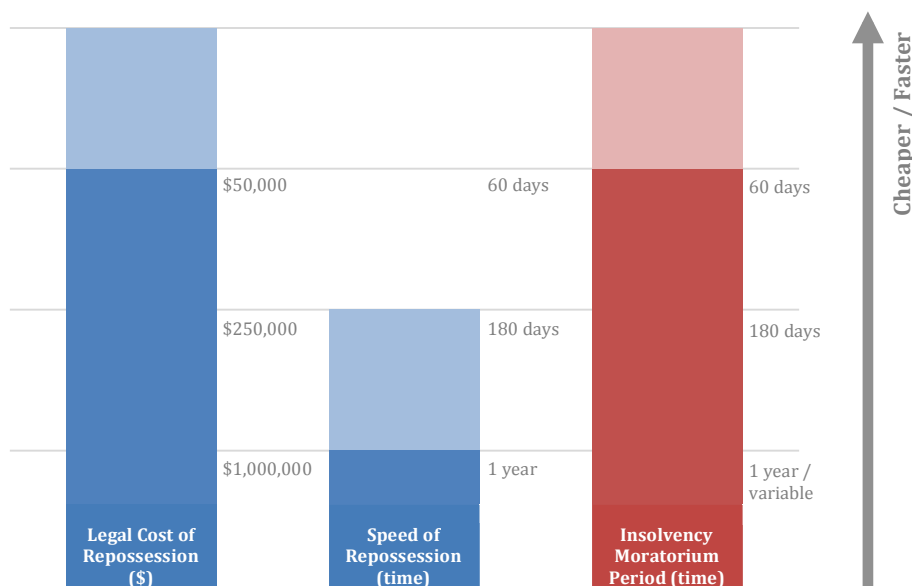 Cheaper / Faster
$50,000
60 days
60 days
$250,000
180 days
180 days
$1,000,000
1 year
1 year /
variable
Legal Cost of
Repossession
($)
Speed of
Repossession
(time)
Insolvency
Moratorium
Period (time)